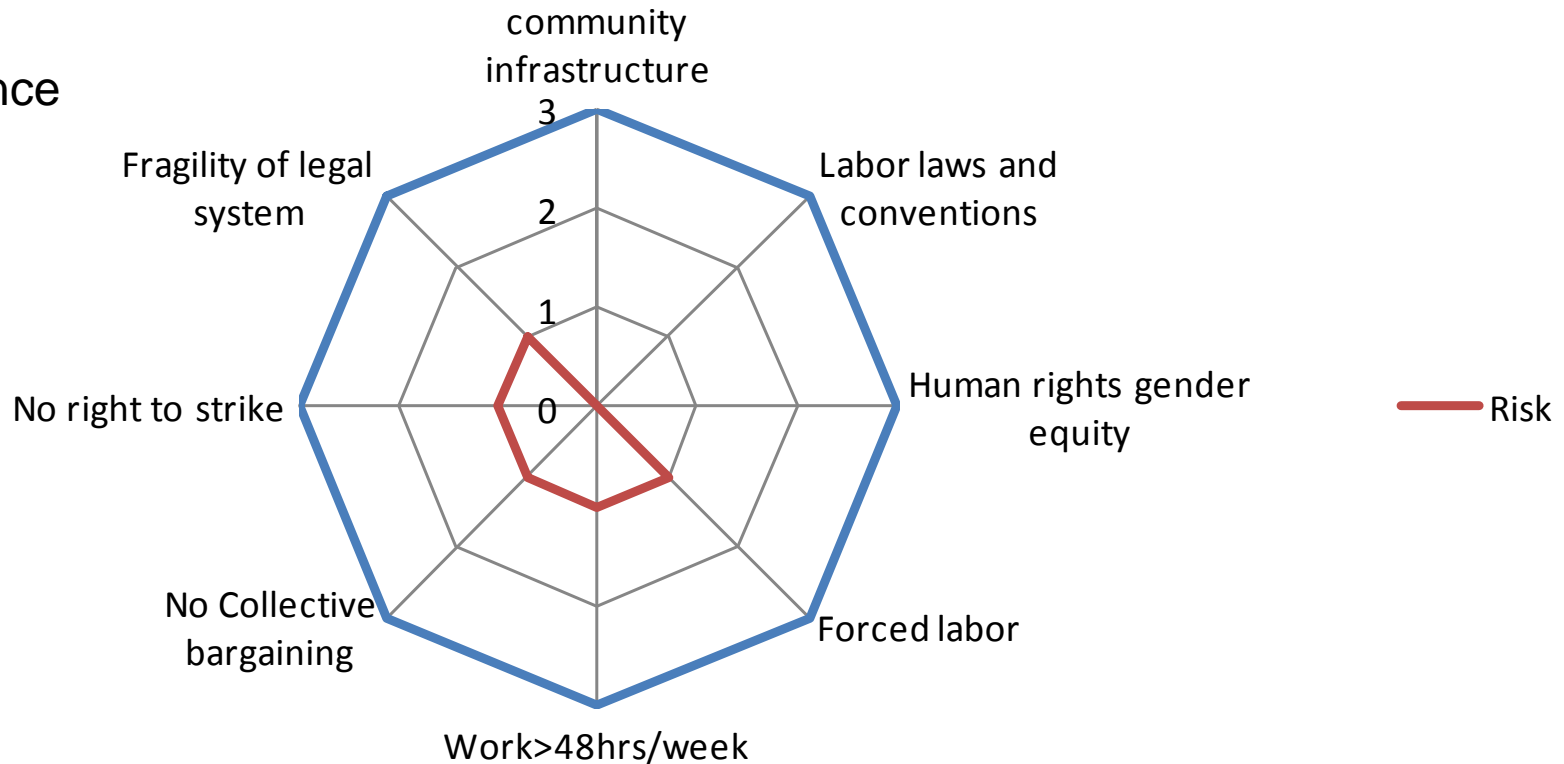 community
infrastructure
3
Fragility of legal
system
Labor laws and
conventions
2
1
No right to strike
0
Human rights gender
equity
Risk
No Collective
bargaining
Forced labor
Work>48hrs/week